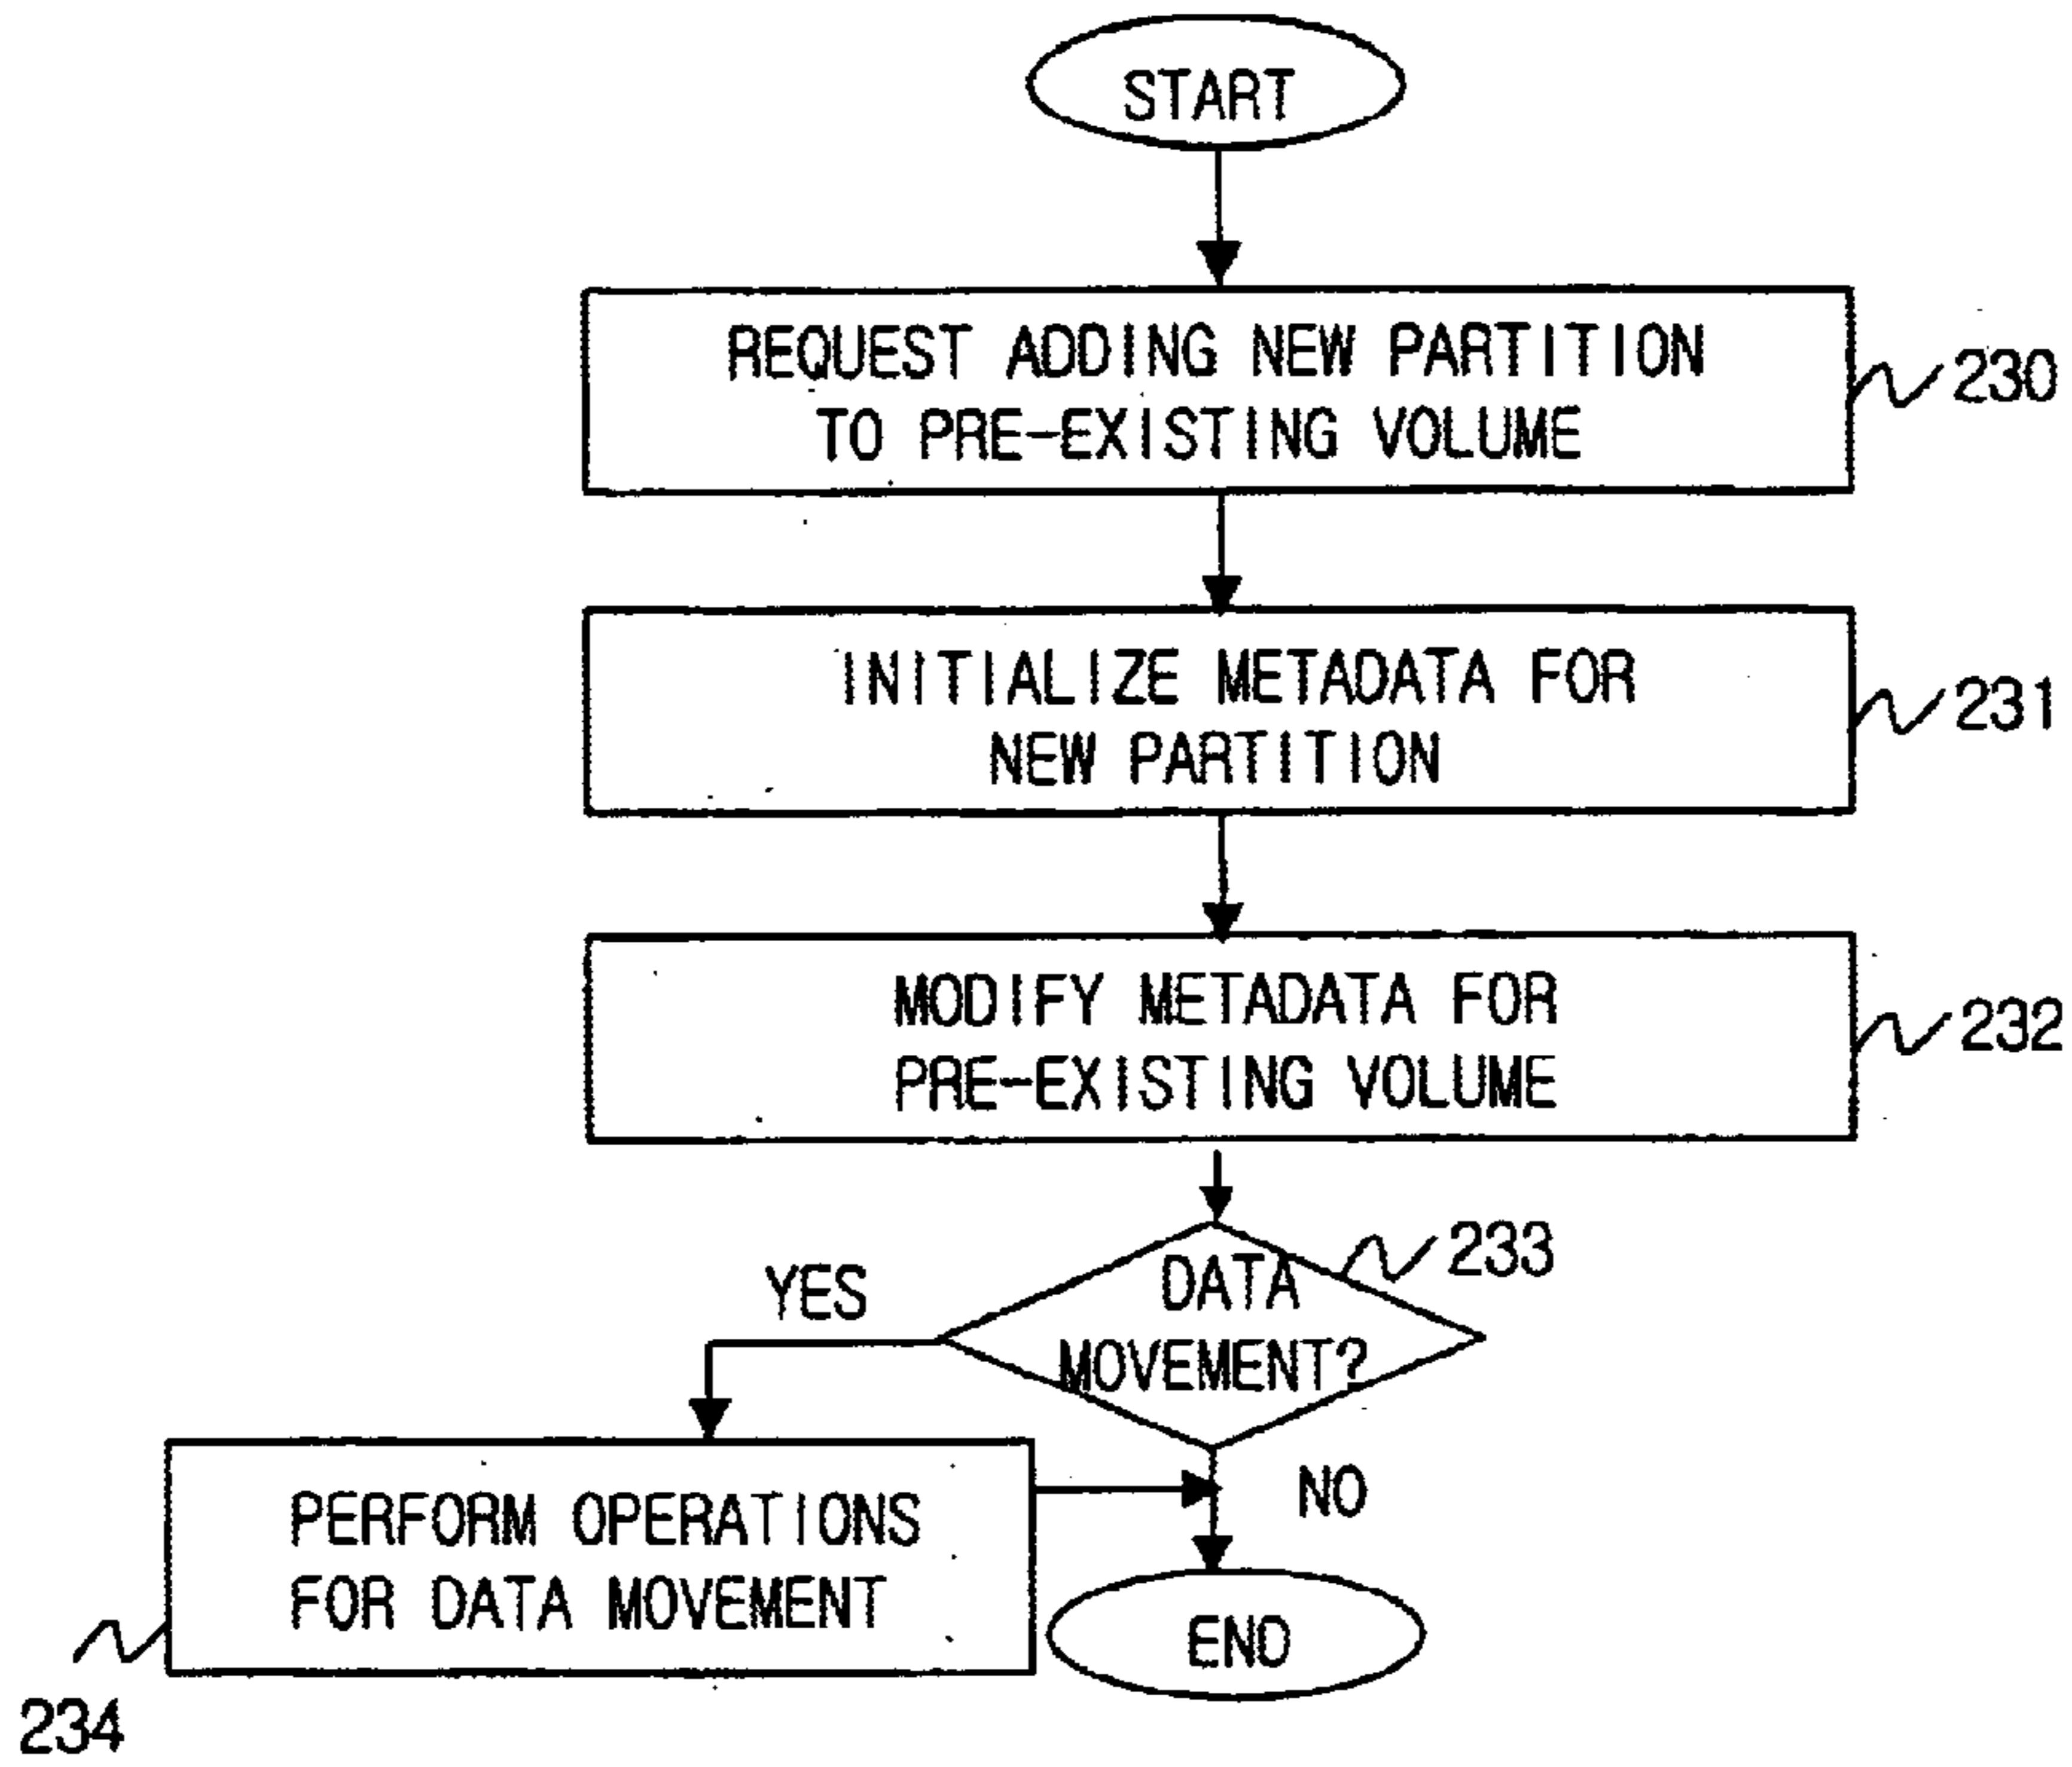 START
REQUEST ADDING NEW PARTITION
TO PRE-EXISTING VOLUME
230
INITIALIZE METADATA FOR
NEW PARTITION
231
MODIFY METADATA FOR
PRE-EXISTING VOLUME
232
DATA
MOVEMENT?
233
YES
NO
PERFORM OPERATIONS
FOR DATA MOVEMENT
234
END